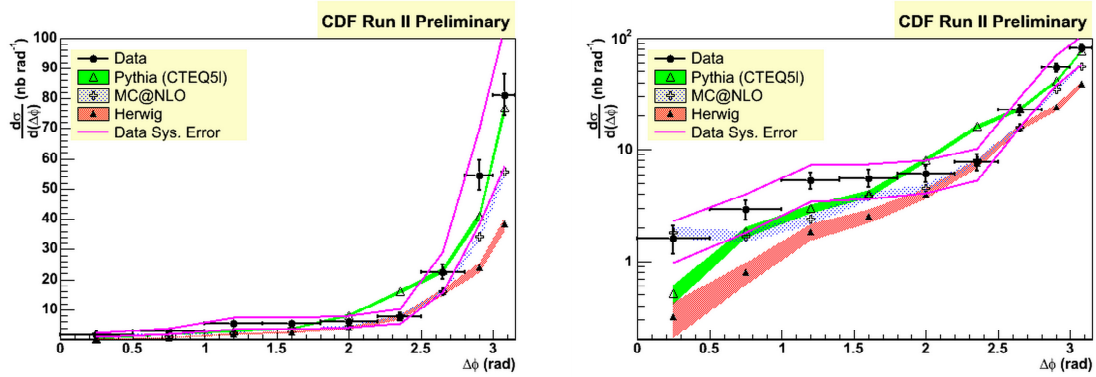 CDF Run II Preliminary
dσ/d(Δφ) (nb rad⁻¹)
100
90
80
70
60
50
40
30
20
10
Data
Pythia (CTEQ5l)
MC@NLO
Herwig
Data Sys. Error
0 0.5 1 1.5 2 2.5 3
Δφ (rad)
CDF Run II Preliminary
dσ/d(Δφ) (nb rad⁻¹)
10²
10
1
Data
Pythia (CTEQ5l)
MC@NLO
Herwig
Data Sys. Error
0 0.5 1 1.5 2 2.5 3
Δφ (rad)